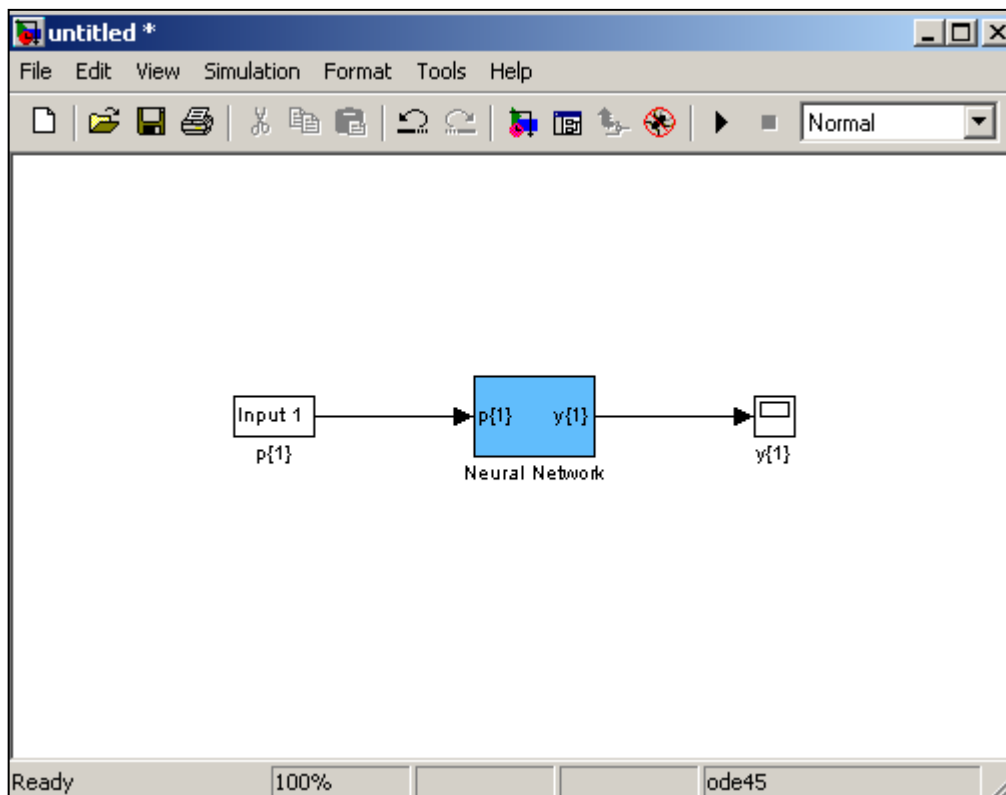 untitled *
File Edit View Simulation Format Tools Help
Normal
Input 1
p{1}
p{1} y{1}
Neural Network
y{1}
Ready 100% ode45